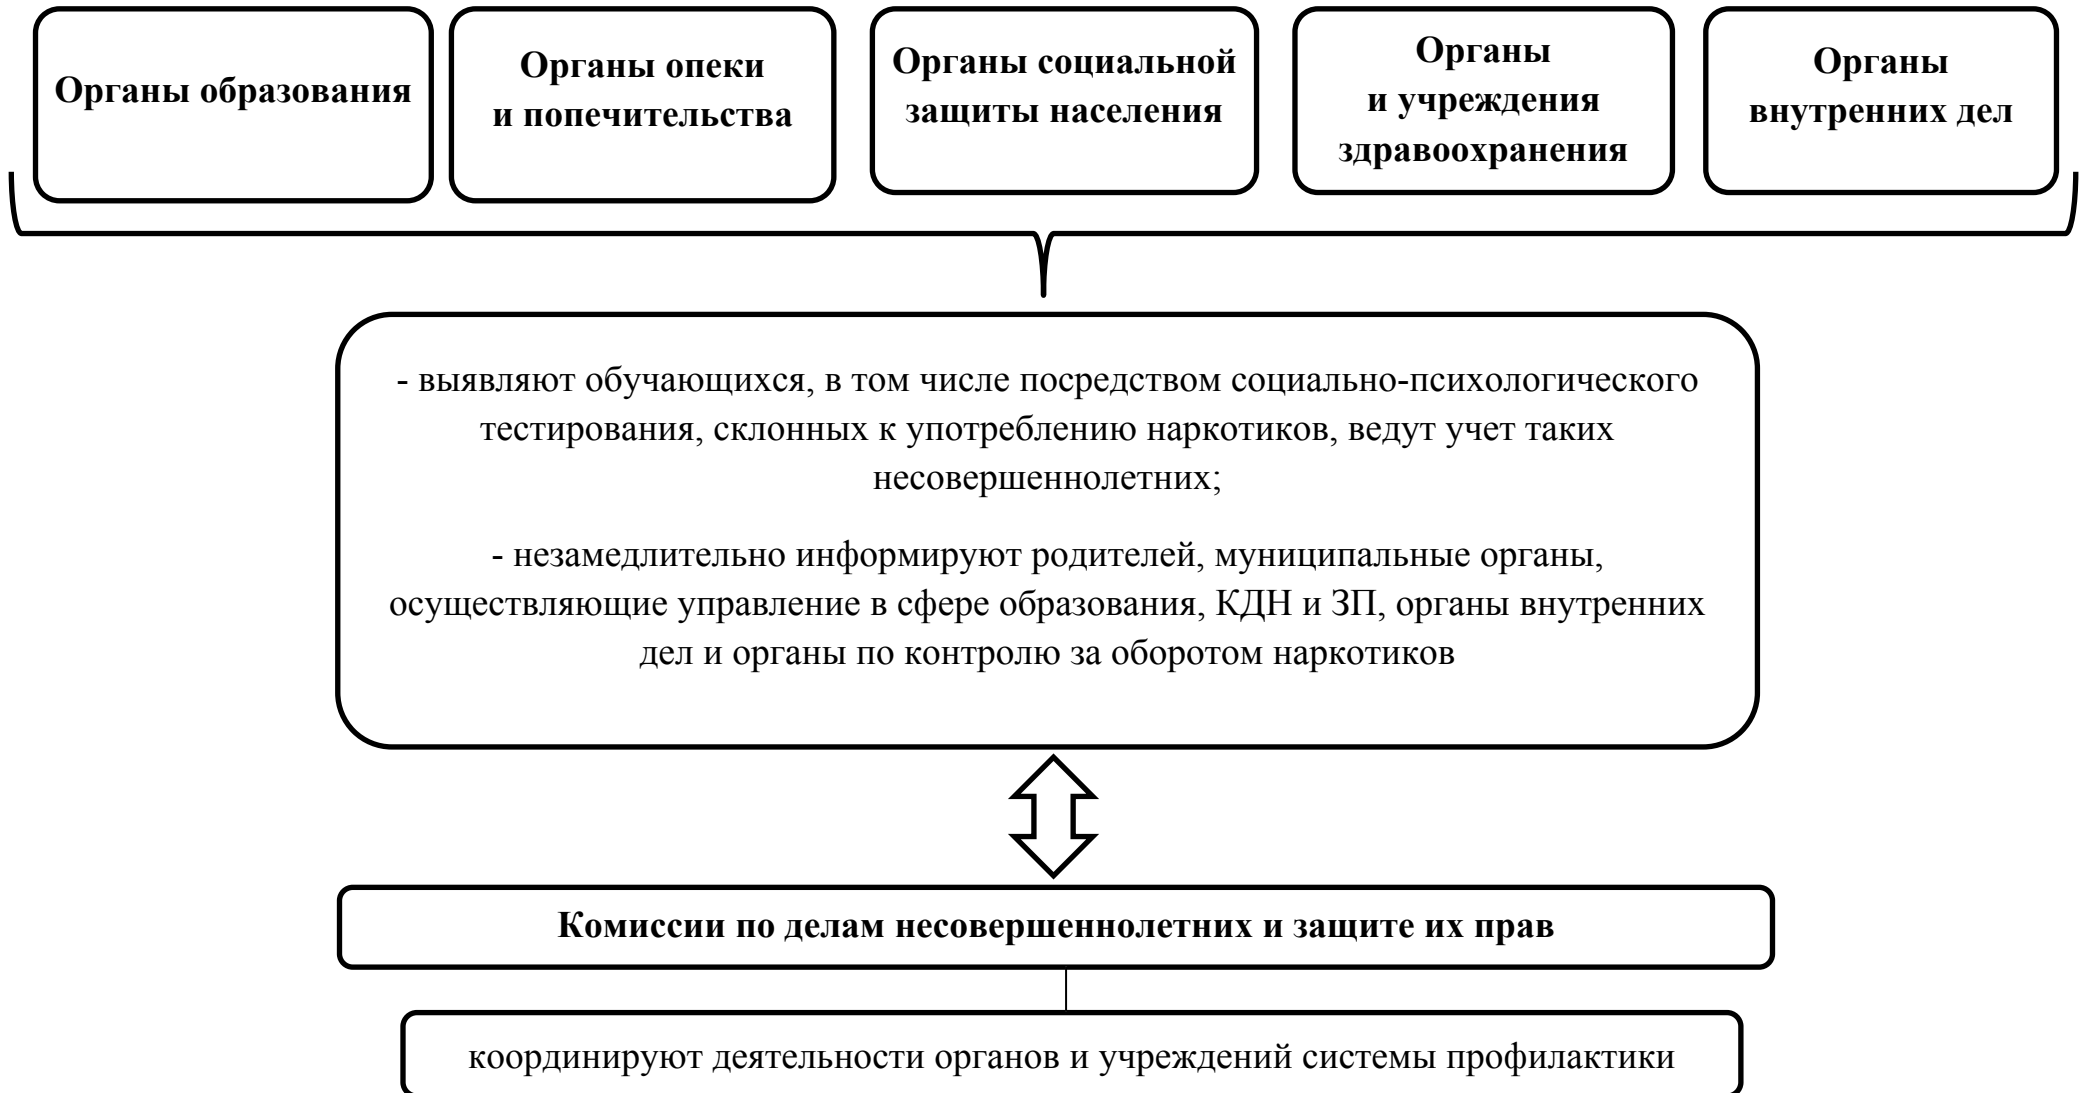 Органы образования
Органы опеки
и попечительства
Органы социальной
защиты населения
Органы
и учреждения
здравоохранения
Органы
внутренних дел
- выявляют обучающихся, в том числе посредством социально-психологического
тестирования, склонных к употреблению наркотиков, ведут учет таких
несовершеннолетних;
- незамедлительно информируют родителей, муниципальные органы,
осуществляющие управление в сфере образования, КДН и ЗП, органы внутренних
дел и органы по контролю за оборотом наркотиков
Комиссии по делам несовершеннолетних и защите их прав
координируют деятельности органов и учреждений системы профилактики